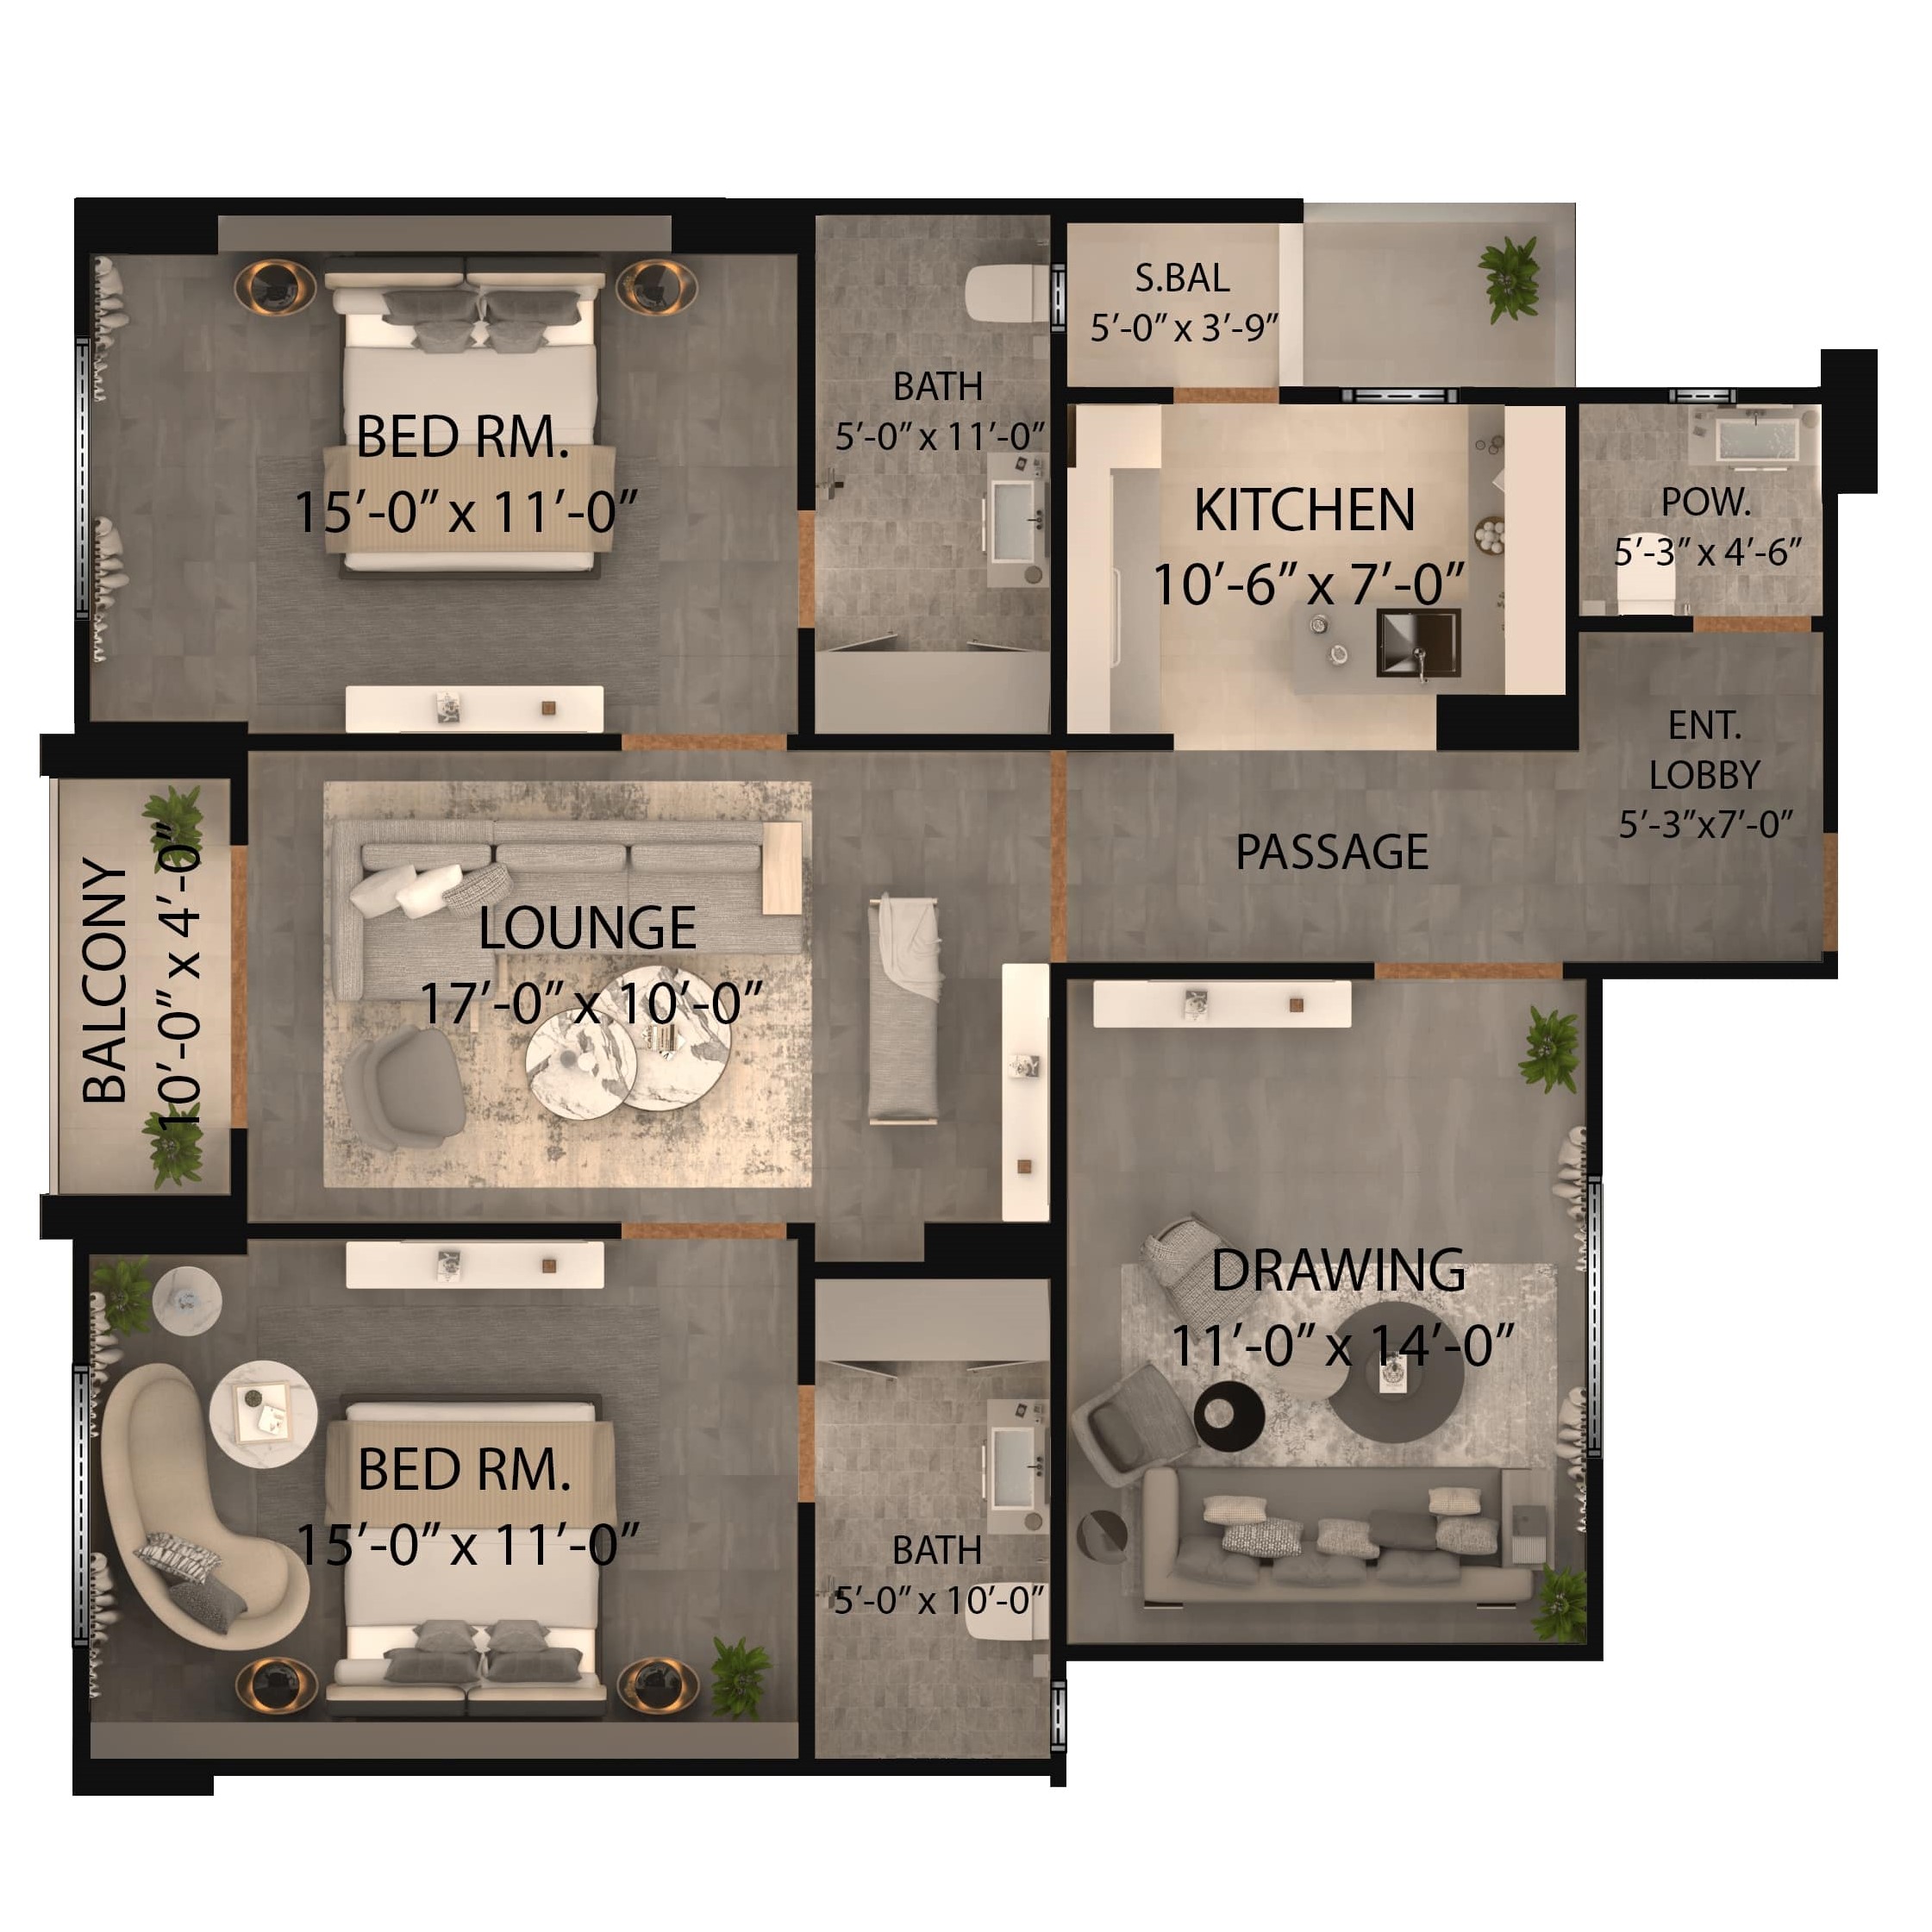 S.BAL
5′-0″ x 3′-9″
BATH
5′-0″ x 11′-0″
BED RM.
15′-0″ x 11′-0″
KITCHEN
10′-6″ x 7′-0″
POW.
5′-3″ x 4′-6″
ENT.
LOBBY
5′-3″x7′-0″
PASSAGE
BALCONY
10′-0″ x 4′-0″
LOUNGE
17′-0″ x 10′-0″
DRAWING
11′-0″ x 14′-0″
BED RM.
15′-0″ x 11′-0″
BATH
5′-0″ x 10′-0″